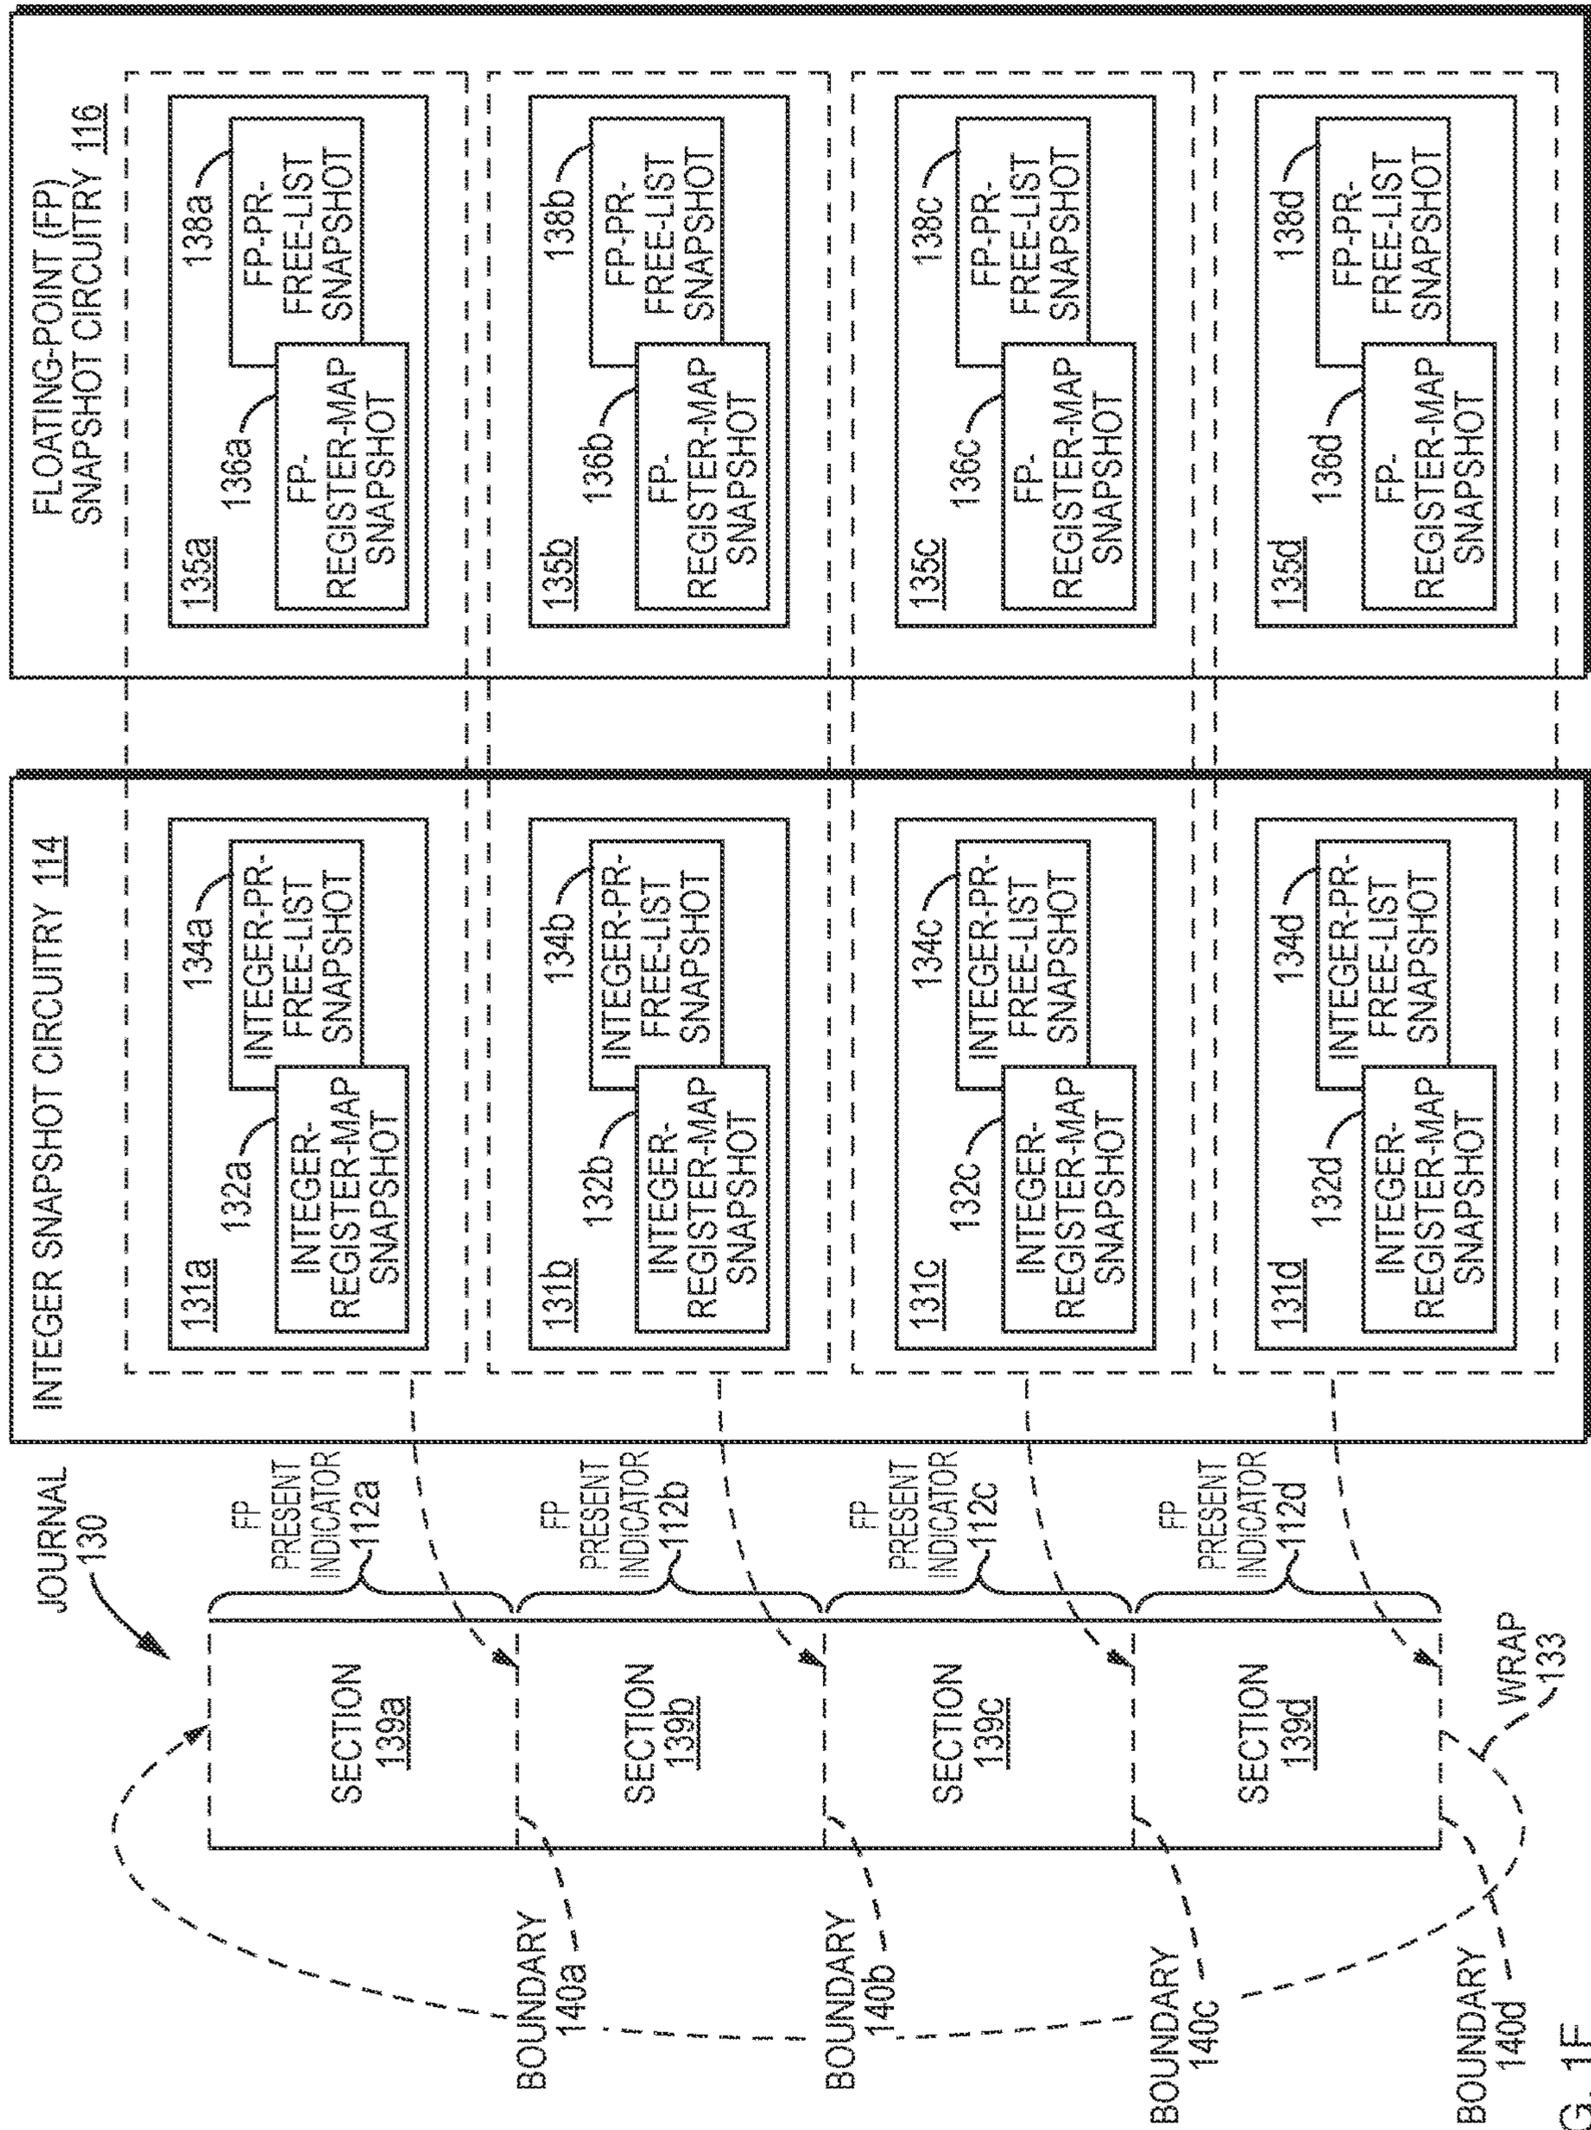 JOURNAL
130
SECTION
139a
SECTION
139b
SECTION
139c
SECTION
139d
FP
PRESENT
INDICATOR
112a
FP
PRESENT
INDICATOR
112b
FP
PRESENT
INDICATOR
112c
FP
PRESENT
INDICATOR
112d
BOUNDARY
140a
BOUNDARY
140b
BOUNDARY
140c
BOUNDARY
140d
WRAP
133
INTEGER SNAPSHOT CIRCUITRY 114
131a
132a
134a
INTEGER-
REGISTER-MAP
SNAPSHOT
INTEGER-PR-
FREE-LIST
SNAPSHOT
131b
132b
134b
INTEGER-
REGISTER-MAP
SNAPSHOT
INTEGER-PR-
FREE-LIST
SNAPSHOT
131c
132c
134c
INTEGER-
REGISTER-MAP
SNAPSHOT
INTEGER-PR-
FREE-LIST
SNAPSHOT
131d
132d
134d
INTEGER-
REGISTER-MAP
SNAPSHOT
INTEGER-PR-
FREE-LIST
SNAPSHOT
FLOATING-POINT (FP)
SNAPSHOT CIRCUITRY 116
135a
136a
138a
FP-
REGISTER-MAP
SNAPSHOT
FP-PR-
FREE-LIST
SNAPSHOT
135b
136b
138b
FP-
REGISTER-MAP
SNAPSHOT
FP-PR-
FREE-LIST
SNAPSHOT
135c
136c
138c
FP-
REGISTER-MAP
SNAPSHOT
FP-PR-
FREE-LIST
SNAPSHOT
135d
136d
138d
FP-
REGISTER-MAP
SNAPSHOT
FP-PR-
FREE-LIST
SNAPSHOT